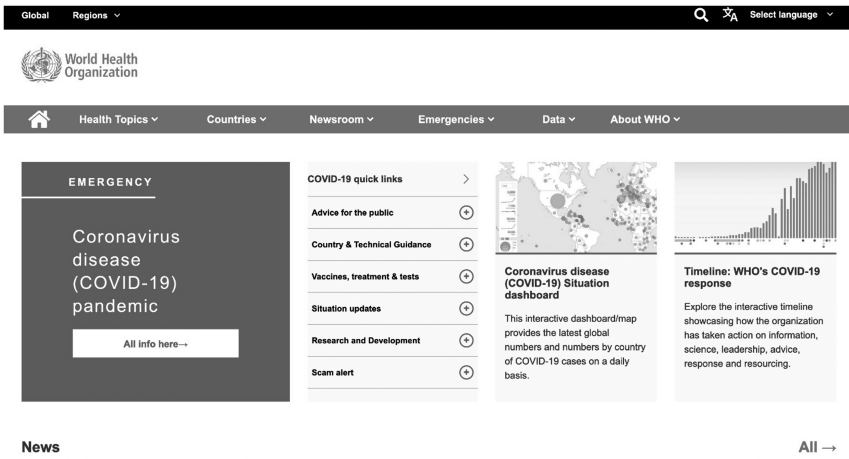 Global Regions Select language
World Health
Organization
Health Topics Countries Newsroom Emergencies Data About WHO
EMERGENCY
Coronavirus
disease
(COVID-19)
pandemic
All info here→
COVID-19 quick links
Advice for the public
Country & Technical Guidance
Vaccines, treatment & tests
Situation updates
Research and Development
Scam alert
Coronavirus disease
(COVID-19) Situation
dashboard
This interactive dashboard/map
provides the latest global
numbers and numbers by country
of COVID-19 cases on a daily
basis.
Timeline: WHO's COVID-19
response
Explore the interactive timeline
showcasing how the organization
has taken action on information,
science, leadership, advice,
response and resourcing.
News All →